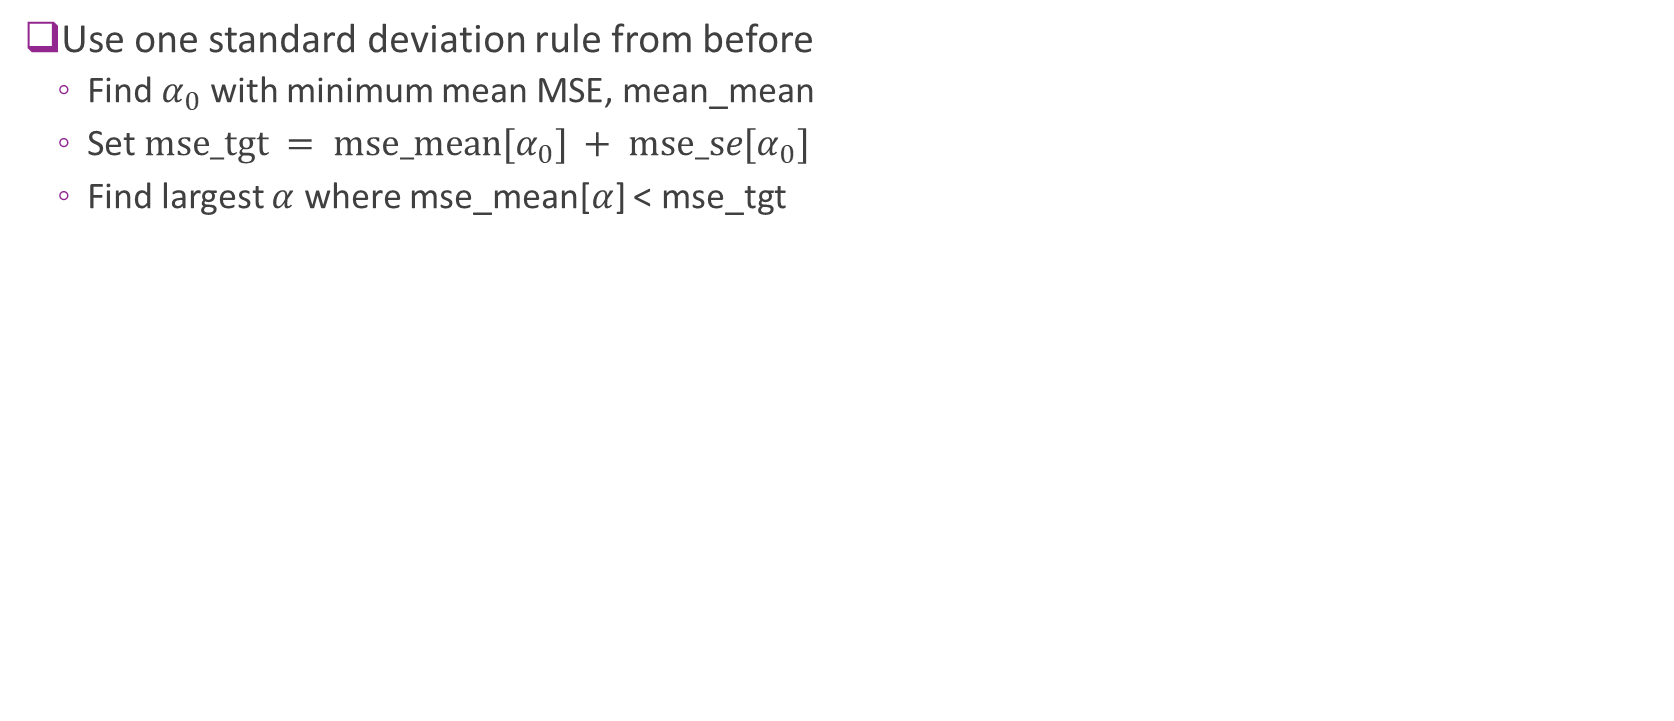 ❑Use one standard deviation rule from before
◦ Find α₀ with minimum mean MSE, mean_mean
◦ Set mse_tgt = mse_mean[α₀] + mse_se[α₀]
◦ Find largest α where mse_mean[α] < mse_tgt